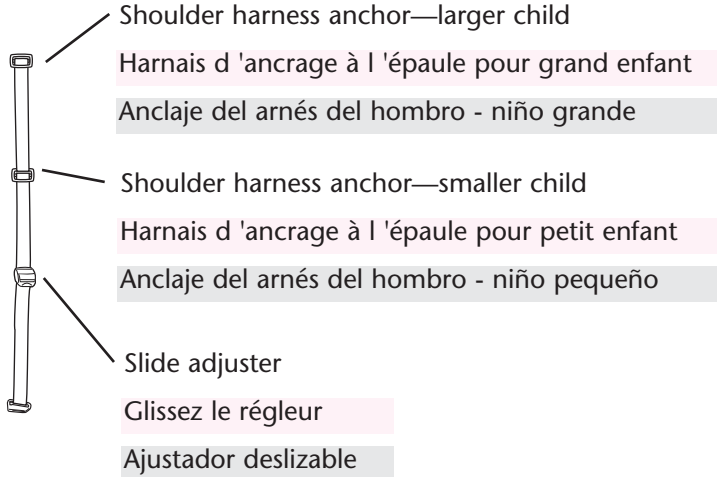 Shoulder harness anchor—larger child
Harnais d 'ancrage à l 'épaule pour grand enfant
Anclaje del arnés del hombro - niño grande
Shoulder harness anchor—smaller child
Harnais d 'ancrage à l 'épaule pour petit enfant
Anclaje del arnés del hombro - niño pequeño
Slide adjuster
Glissez le régleur
Ajustador deslizable